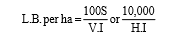 L.B. per ha = 100S/V.I or 10,000/H.I